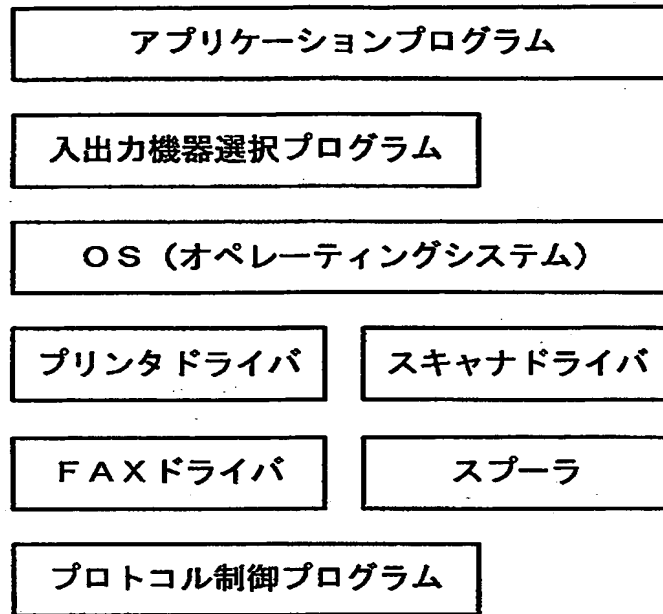 アプリケーションプログラム
入出力機器選択プログラム
OS (オペレーティングシステム)
プリンタドライバ
スキャナドライバ
FAXドライバ
スプーラ
プロトコル制御プログラム